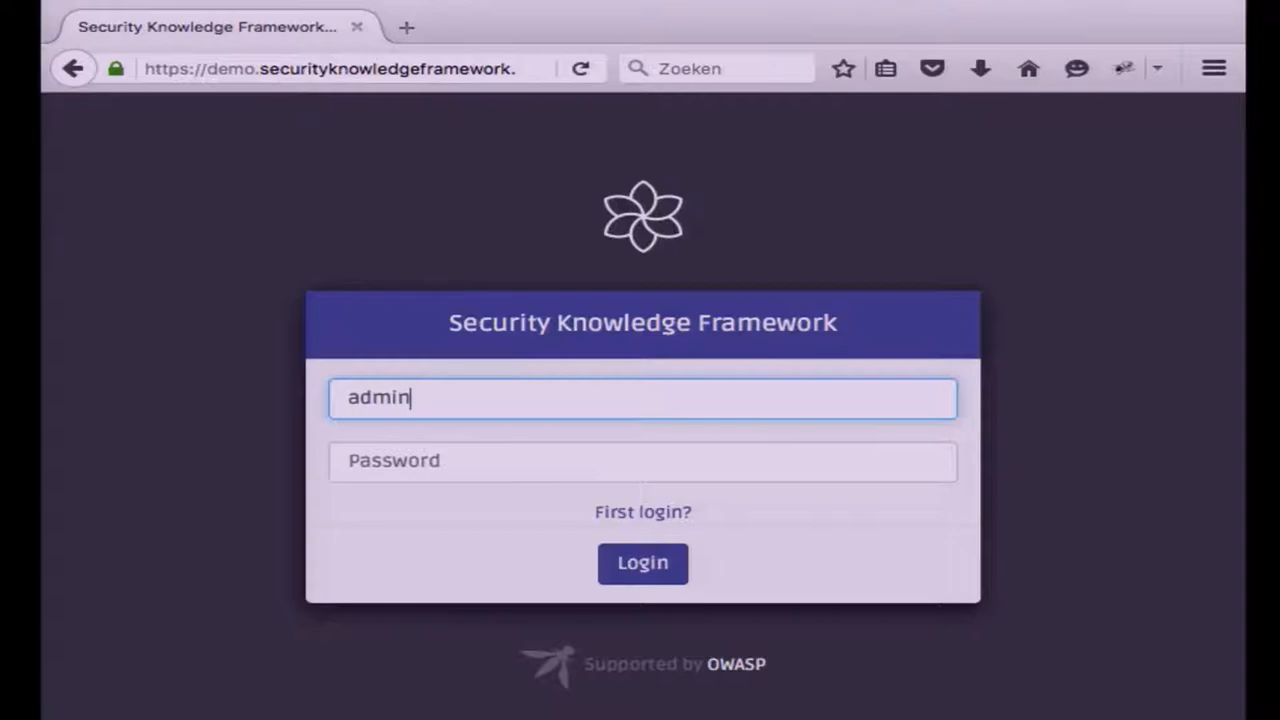 Security Knowledge Framework...
https://demo.securityknowledgeframework.
Zoeken
Security Knowledge Framework
admin
Password
First login?
Login
Supported by OWASP